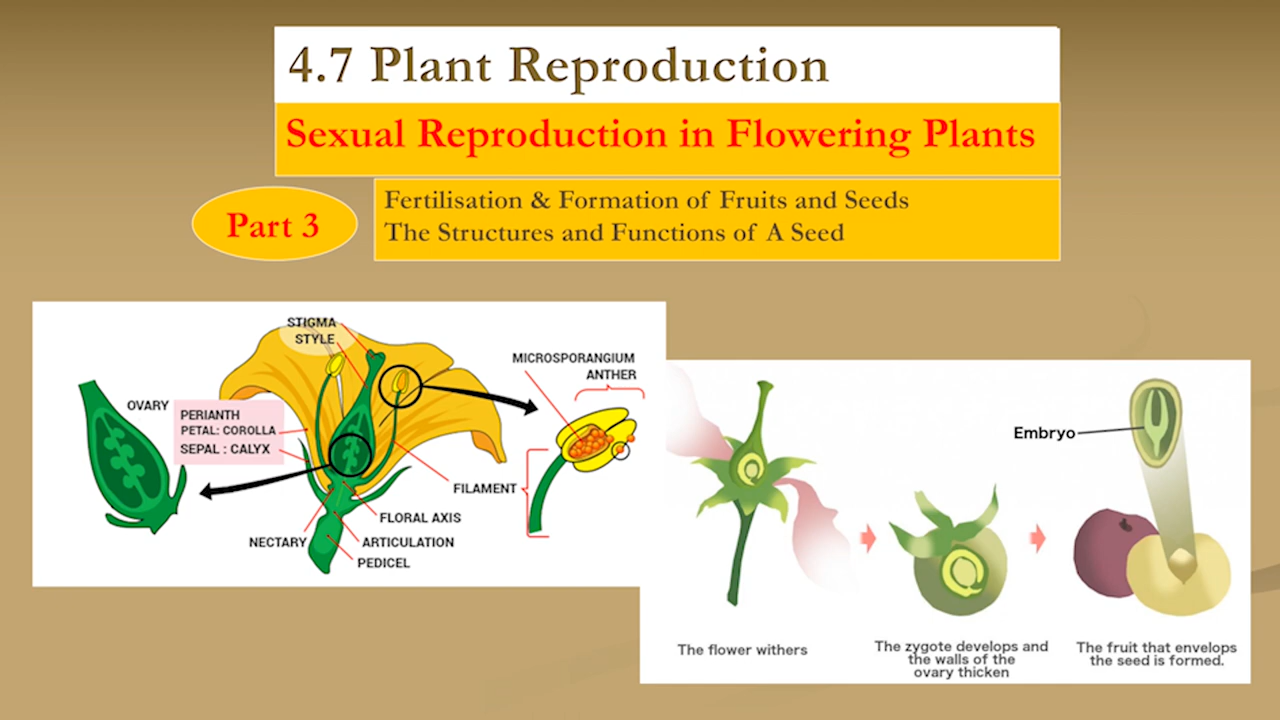 4.7 Plant Reproduction
Sexual Reproduction in Flowering Plants
Part 3
Fertilisation & Formation of Fruits and Seeds
The Structures and Functions of A Seed
STIGMA
STYLE
MICROSPORANGIUM
ANTHER
OVARY
PERIANTH
PETAL: COROLLA
SEPAL : CALYX
FILAMENT
FLORAL AXIS
NECTARY
ARTICULATION
PEDICEL
Embryo
The flower withers
The zygote develops and
the walls of the
ovary thicken
The fruit that envelops
the seed is formed.